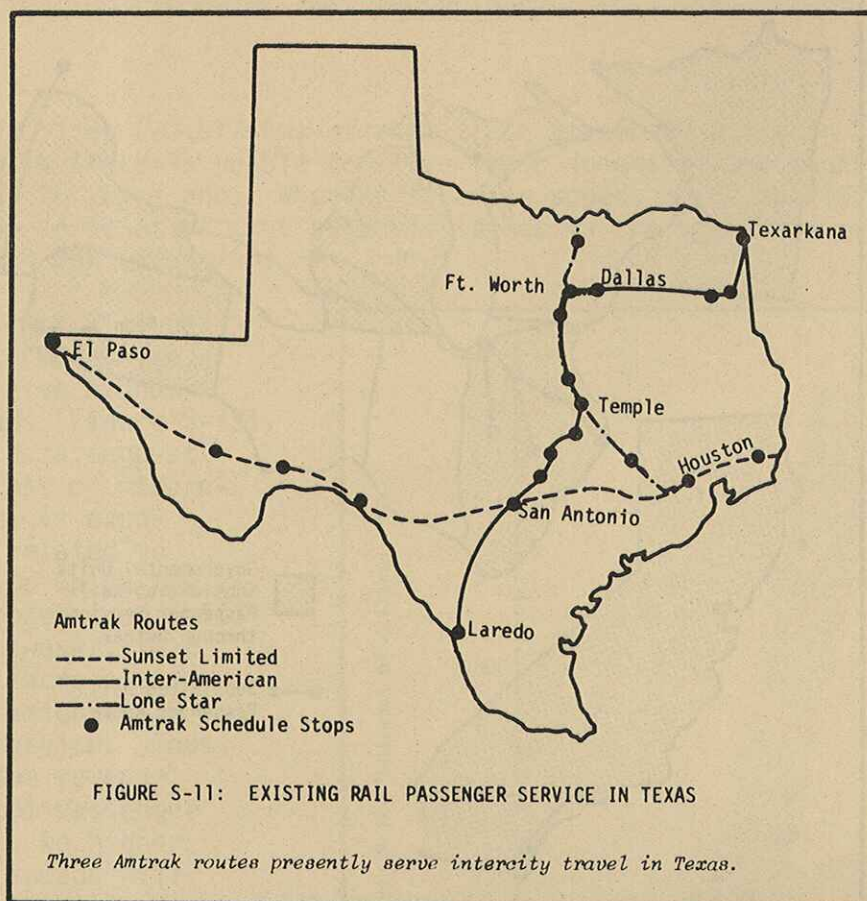 Texarkana
Ft. Worth
Dallas
El Paso
Temple
Houston
San Antonio
Laredo
Amtrak Routes
Sunset Limited
Inter-American
Lone Star
Amtrak Schedule Stops
FIGURE S-11: EXISTING RAIL PASSENGER SERVICE IN TEXAS
Three Amtrak routes presently serve intercity travel in Texas.